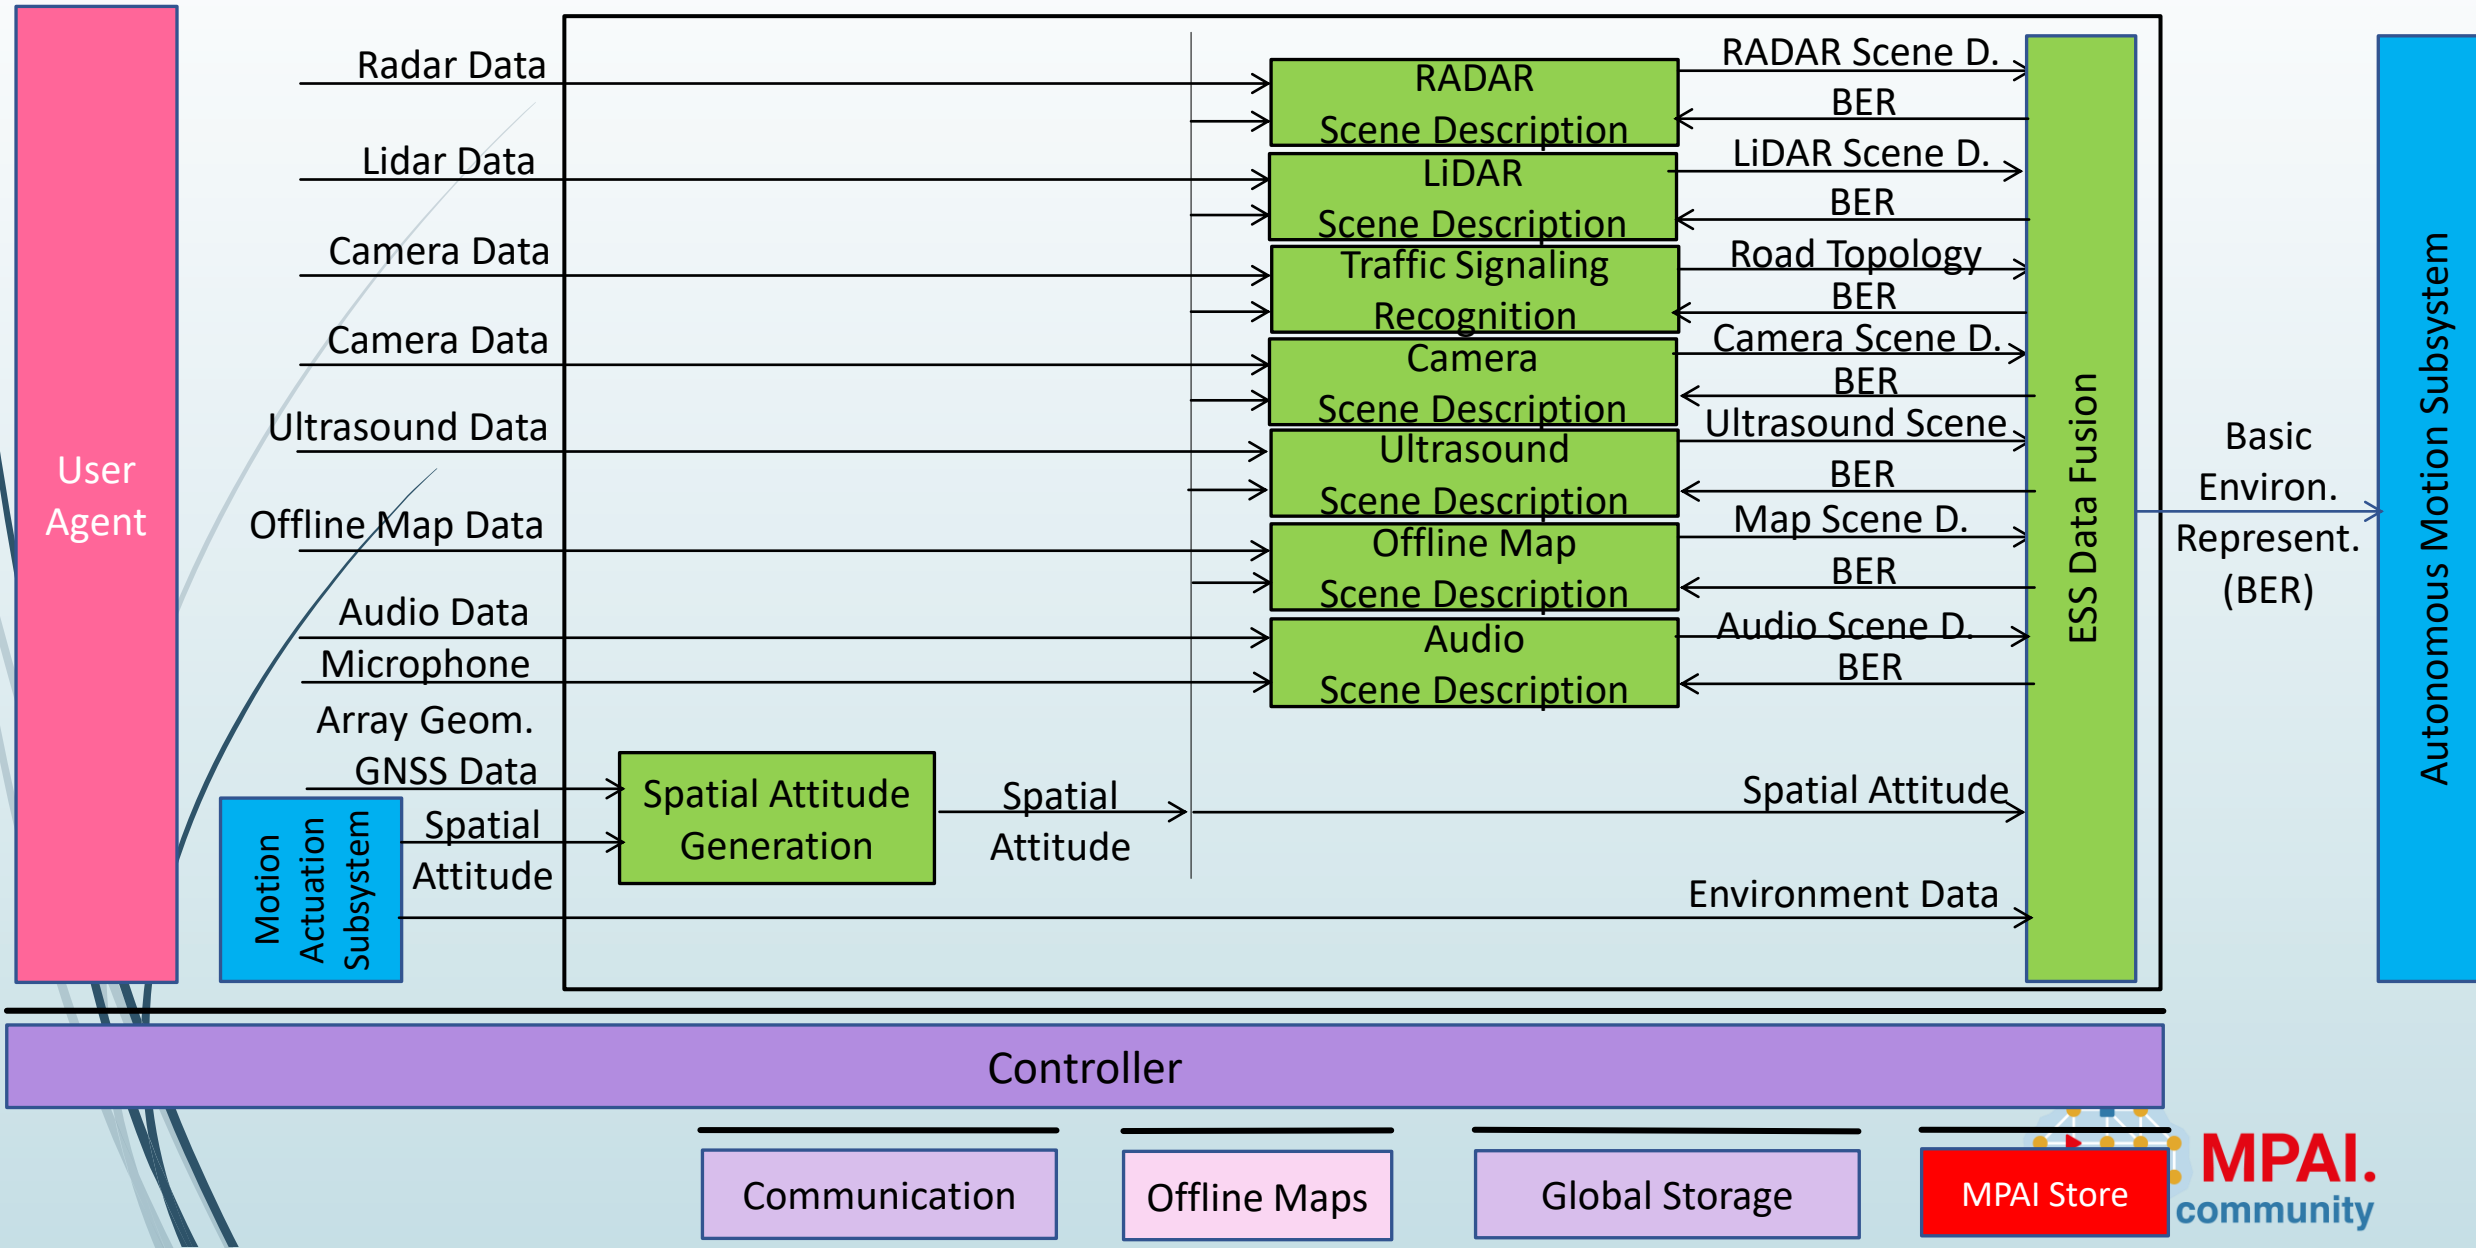 User
Agent
Radar Data
Lidar Data
Camera Data
Camera Data
Ultrasound Data
Offline Map Data
Audio Data
Microphone
Array Geom.
GNSS Data
Spatial
Attitude
Motion
Actuation
Subsystem
Spatial Attitude
Generation
Spatial
Attitude
RADAR
Scene Description
LiDAR
Scene Description
Traffic Signaling
Recognition
Camera
Scene Description
Ultrasound
Scene Description
Offline Map
Scene Description
Audio
Scene Description
RADAR Scene D.
BER
LiDAR Scene D.
BER
Road Topology
BER
Camera Scene D.
BER
Ultrasound Scene
BER
Map Scene D.
BER
Audio Scene D.
BER
Spatial Attitude
Environment Data
ESS Data Fusion
Basic
Environ.
Represent.
(BER)
Autonomous Motion Subsystem
Controller
Communication
Offline Maps
Global Storage
MPAI Store
MPAI.
community